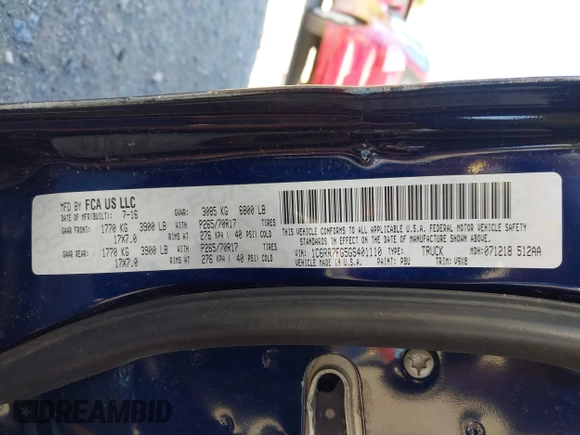 MFD BY FCA US LLC
DATE OF MFR(BUILT): 7-16 GVWR: 3085 KG 6800 LB
GAWR FRONT: 1770 KG 3900 LB WITH P265/70R17 TIRES
17X7.0 RIMS AT 276 KPA ( 40 PSI) COLD
GAWR REAR: 1770 KG 3900 LB WITH P265/70R17 TIRES
17X7.0 RIMS AT 276 KPA ( 40 PSI) COLD
THIS VEHICLE CONFORMS TO ALL APPLICABLE U.S.A. FEDERAL MOTOR VEHICLE SAFETY
STANDARDS IN EFFECT ON THE DATE OF MANUFACTURE SHOWN ABOVE.
VIN: 1C6RR7FG5GS401110 TYPE: TRUCK MDH: 071218 512AA
VEHICLE MADE IN U.S.A. PAINT: PBU TRIM: V9X8
DREAMBID